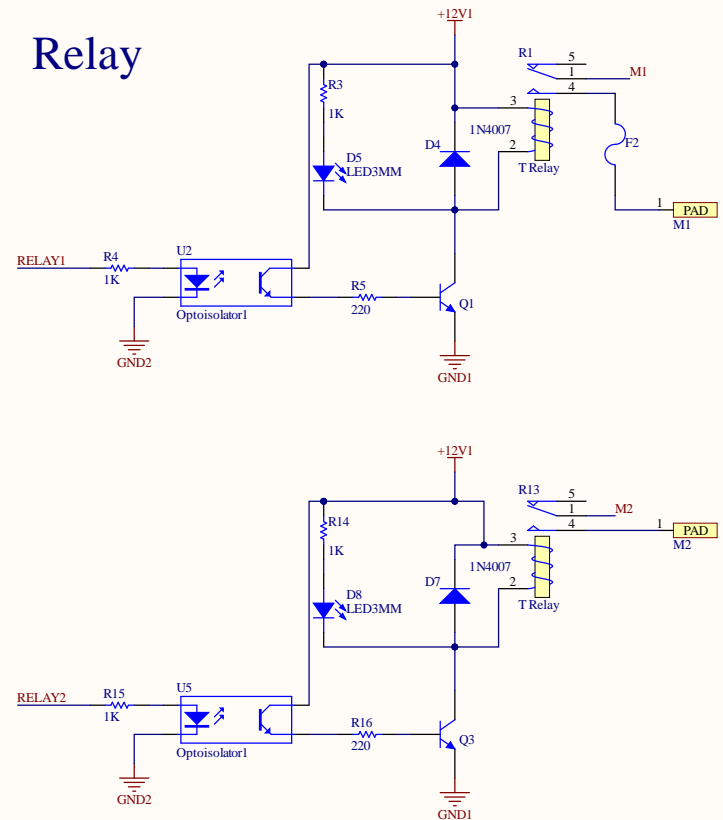 Relay
+12V1
R1
5
1
M1
4
R3
1K
3
1N4007
D4
2
F2
D5
LED3MM
T Relay
1
PAD
M1
RELAY1
R4
1K
U2
Optoisolator1
R5
220
Q1
GND2
GND1
+12V1
R13
5
1
M2
4
1
PAD
M2
R14
1K
3
1N4007
D7
2
D8
LED3MM
T Relay
RELAY2
R15
1K
U5
Optoisolator1
R16
220
Q3
GND2
GND1